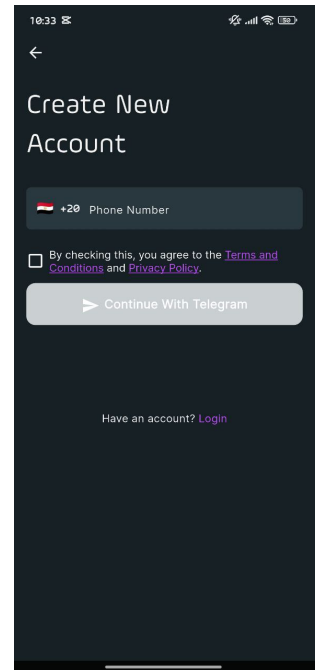 10:33
50
Create New
Account
+20 Phone Number
By checking this, you agree to the Terms and
Conditions and Privacy Policy.
Continue With Telegram
Have an account? Login